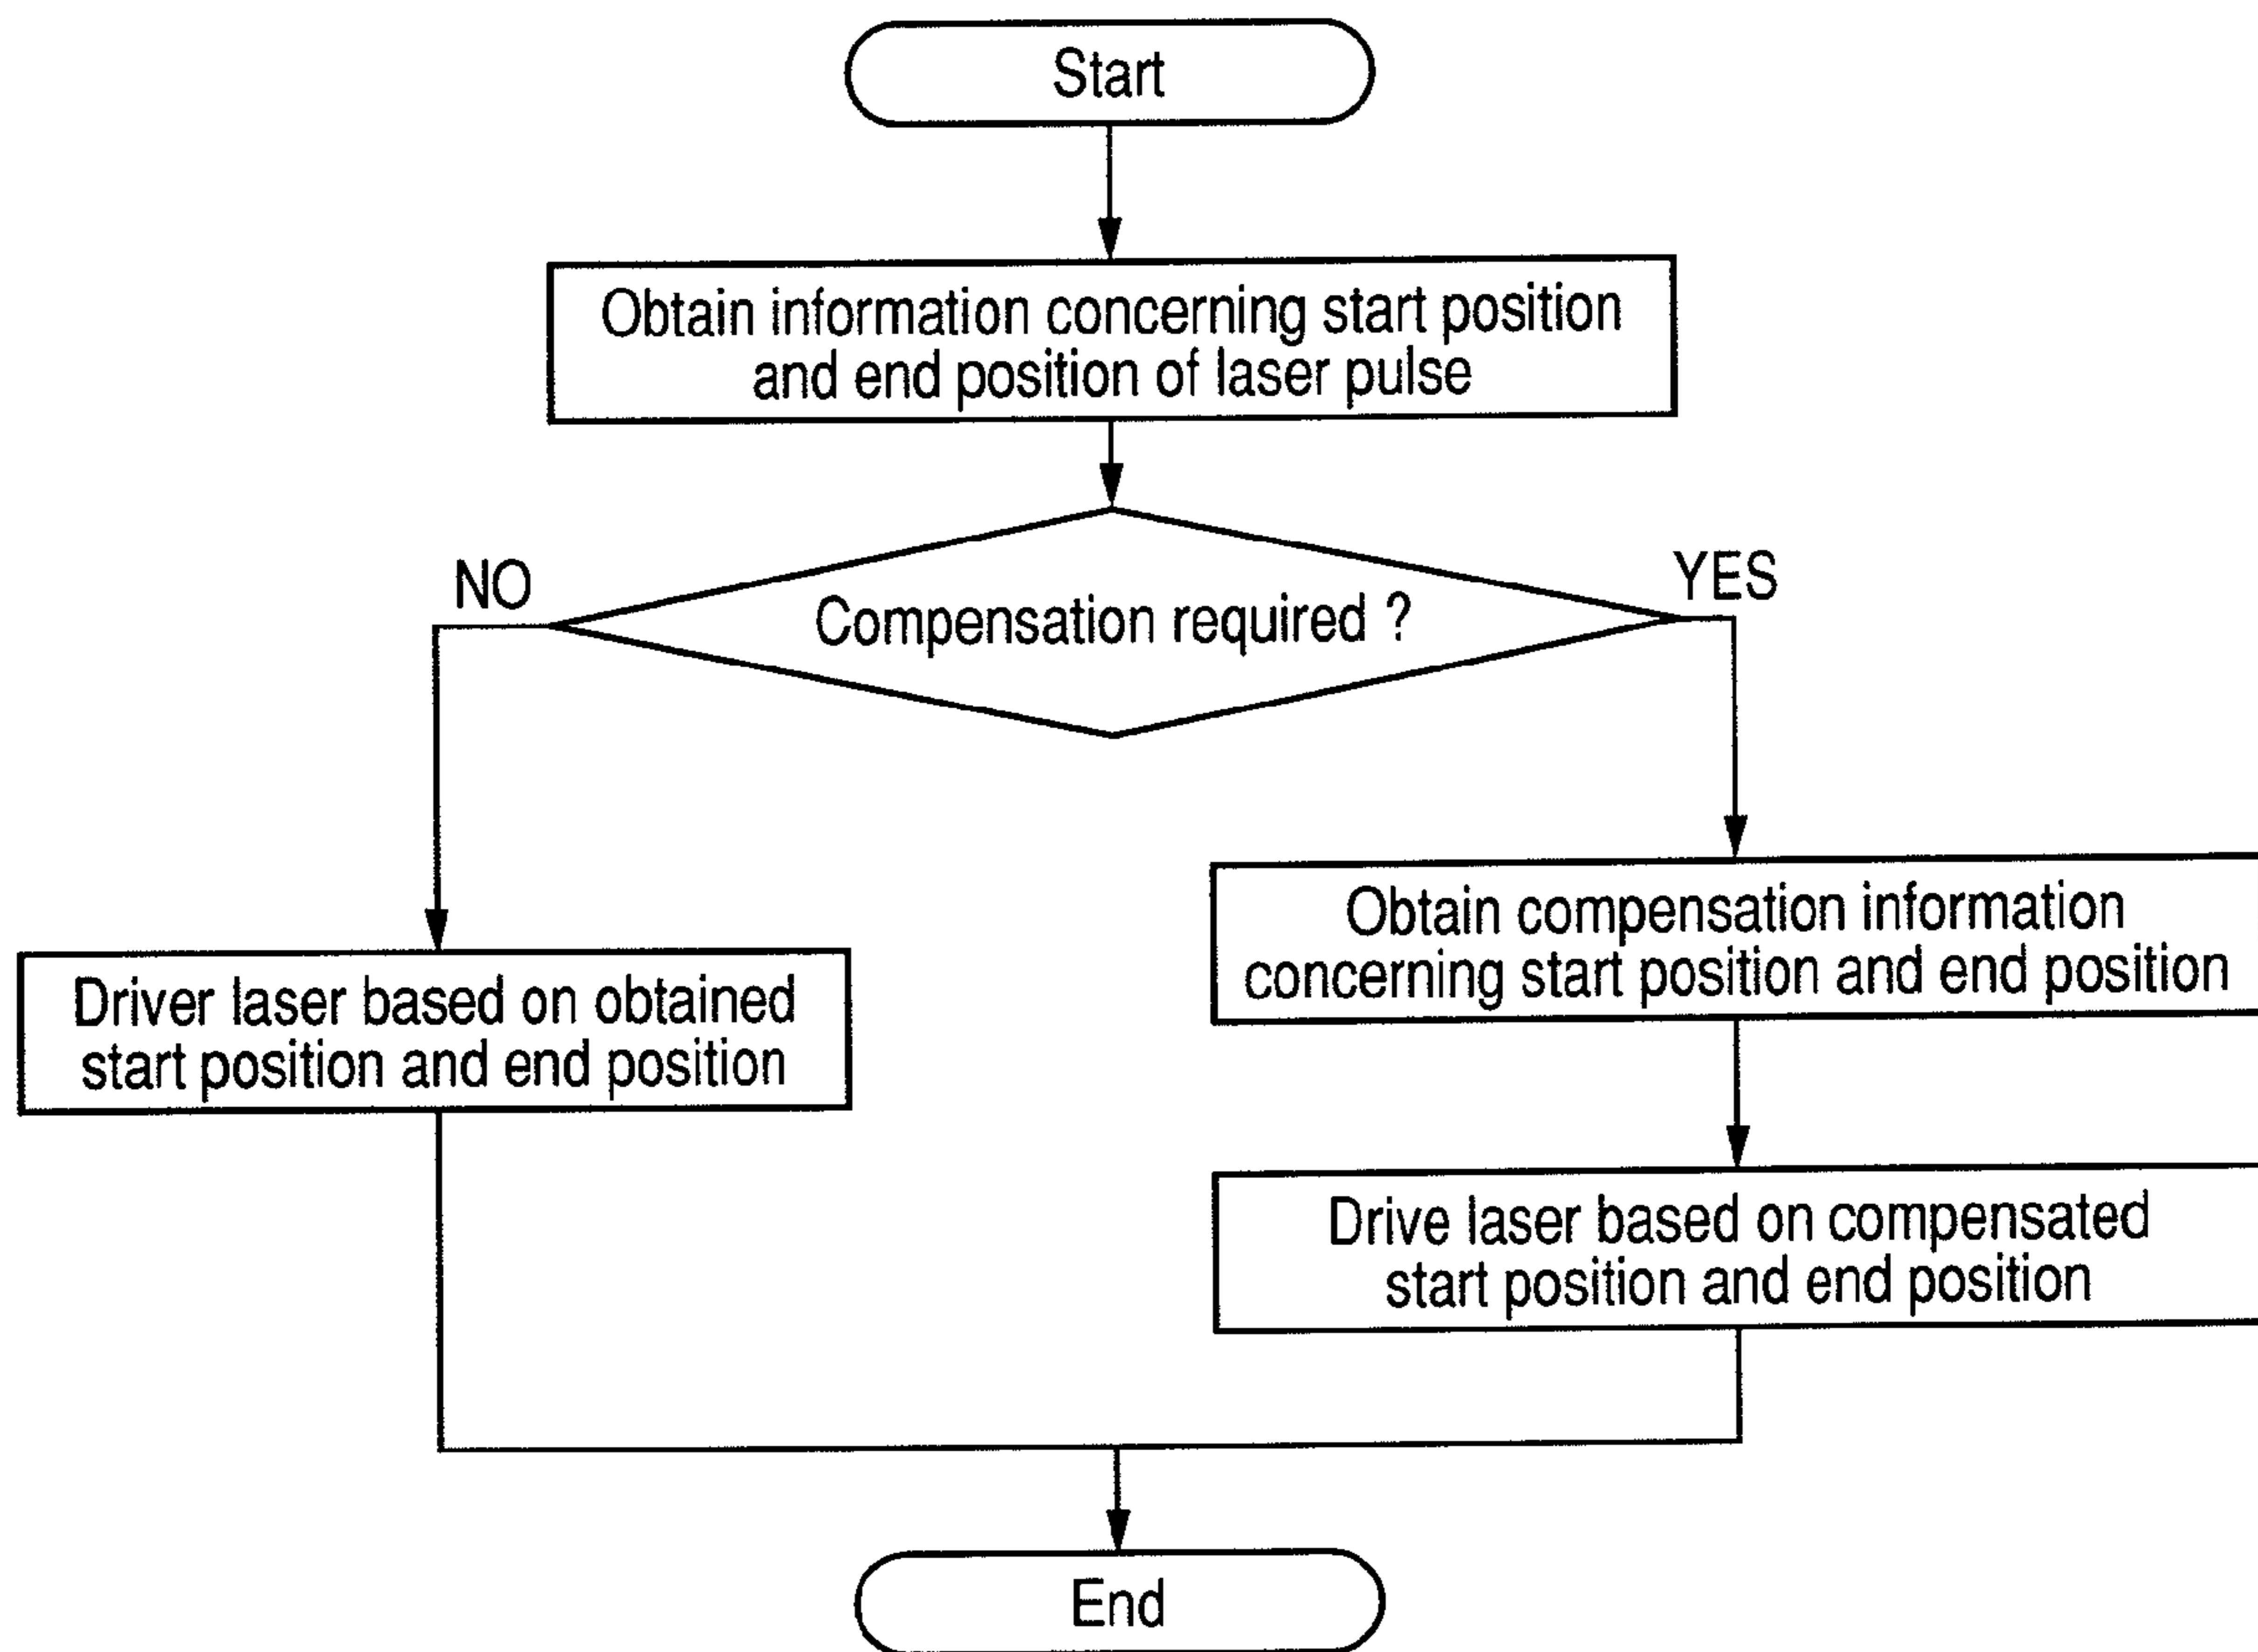 Start
Obtain information concerning start position
and end position of laser pulse
NO
YES
Compensation required ?
Driver laser based on obtained
start position and end position
Obtain compensation information
concerning start position and end position
Drive laser based on compensated
start position and end position
End